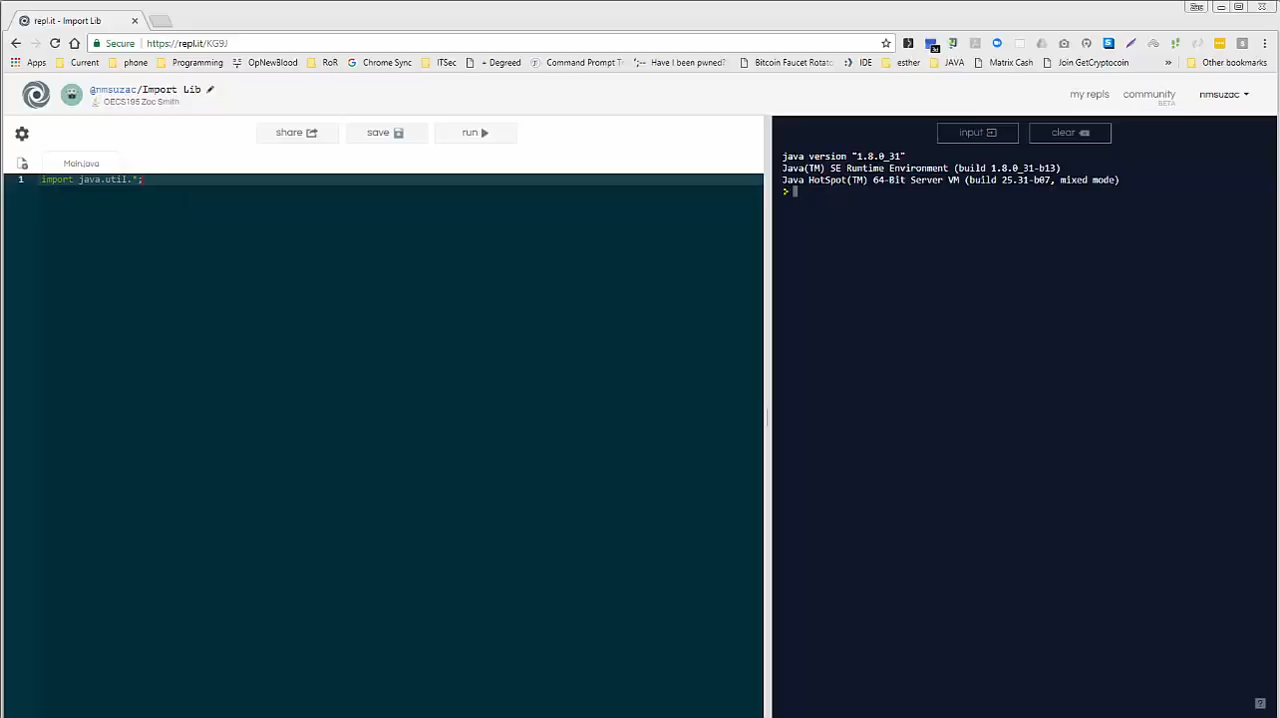 repl.it - Import Lib
Secure https://repl.it/KG9J
Apps Current phone Programming OpNewBlood RoR Chrome Sync ITSec + Degreed Command Prompt Have I been pwned? Bitcoin Faucet Rotato IDE esther JAVA Matrix Cash Join GetCryptocoin » Other bookmarks
@nmsuzac/Import Lib
OECS195 Zac Smith
my repls community nmsuzac
BETA
share save run input clear
Main.java
1 import java.util.*;
java version "1.8.0_31"
Java(TM) SE Runtime Environment (build 1.8.0_31-b13)
Java HotSpot(TM) 64-Bit Server VM (build 25.31-b07, mixed mode)
>